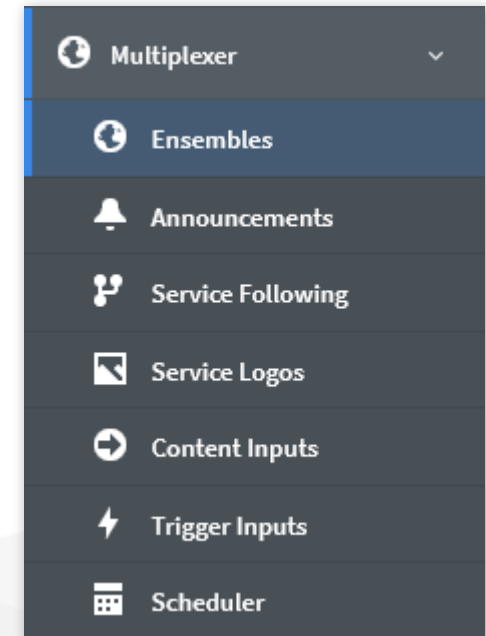 Multiplexer
Ensembles
Announcements
Service Following
Service Logos
Content Inputs
Trigger Inputs
Scheduler